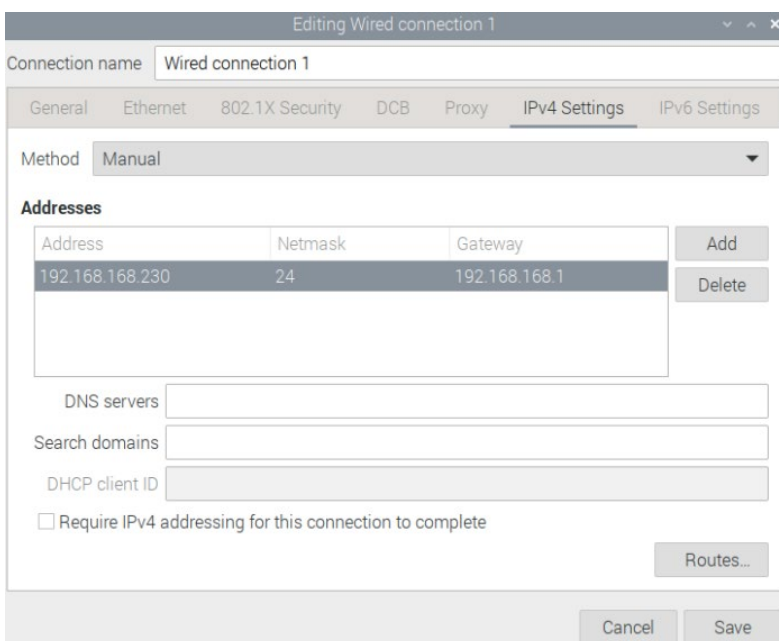 Editing Wired connection 1
Connection name Wired connection 1
General Ethernet 802.1X Security DCB Proxy IPv4 Settings IPv6 Settings
Method Manual
Addresses
Address Netmask Gateway
Add
192.168.168.230 24 192.168.168.1
Delete
DNS servers
Search domains
DHCP client ID
Require IPv4 addressing for this connection to complete
Routes...
Cancel Save